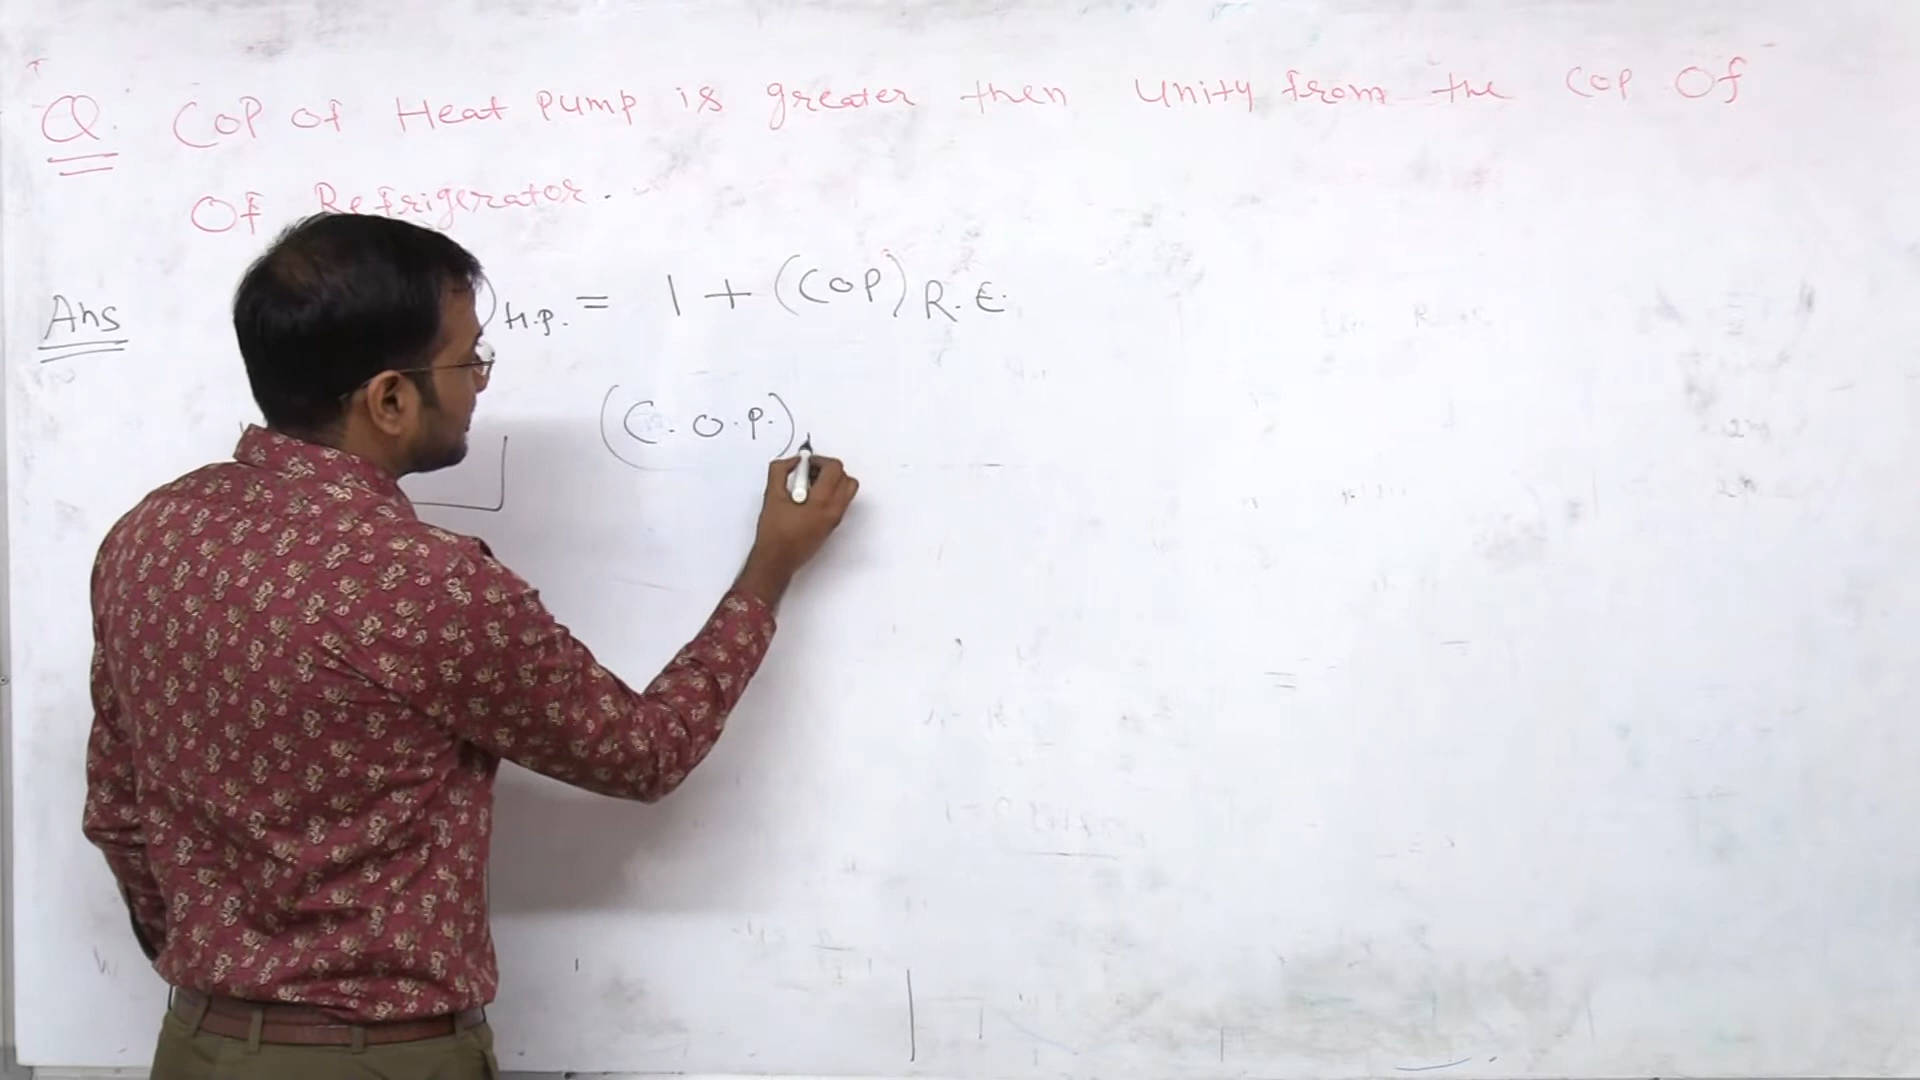 Q. COP Of Heat Pump is greater then Unity from the COP Of
Of Refrigerator.
Ans ) H.P. = 1 + (COP) R.E.
(C.O.P.)